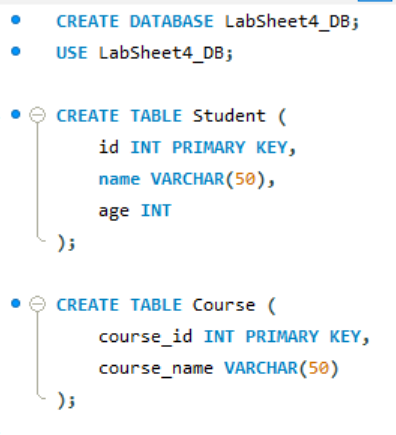 CREATE DATABASE LabSheet4_DB;
USE LabSheet4_DB;
CREATE TABLE Student (
id INT PRIMARY KEY,
name VARCHAR(50),
age INT
);
CREATE TABLE Course (
course_id INT PRIMARY KEY,
course_name VARCHAR(50)
);